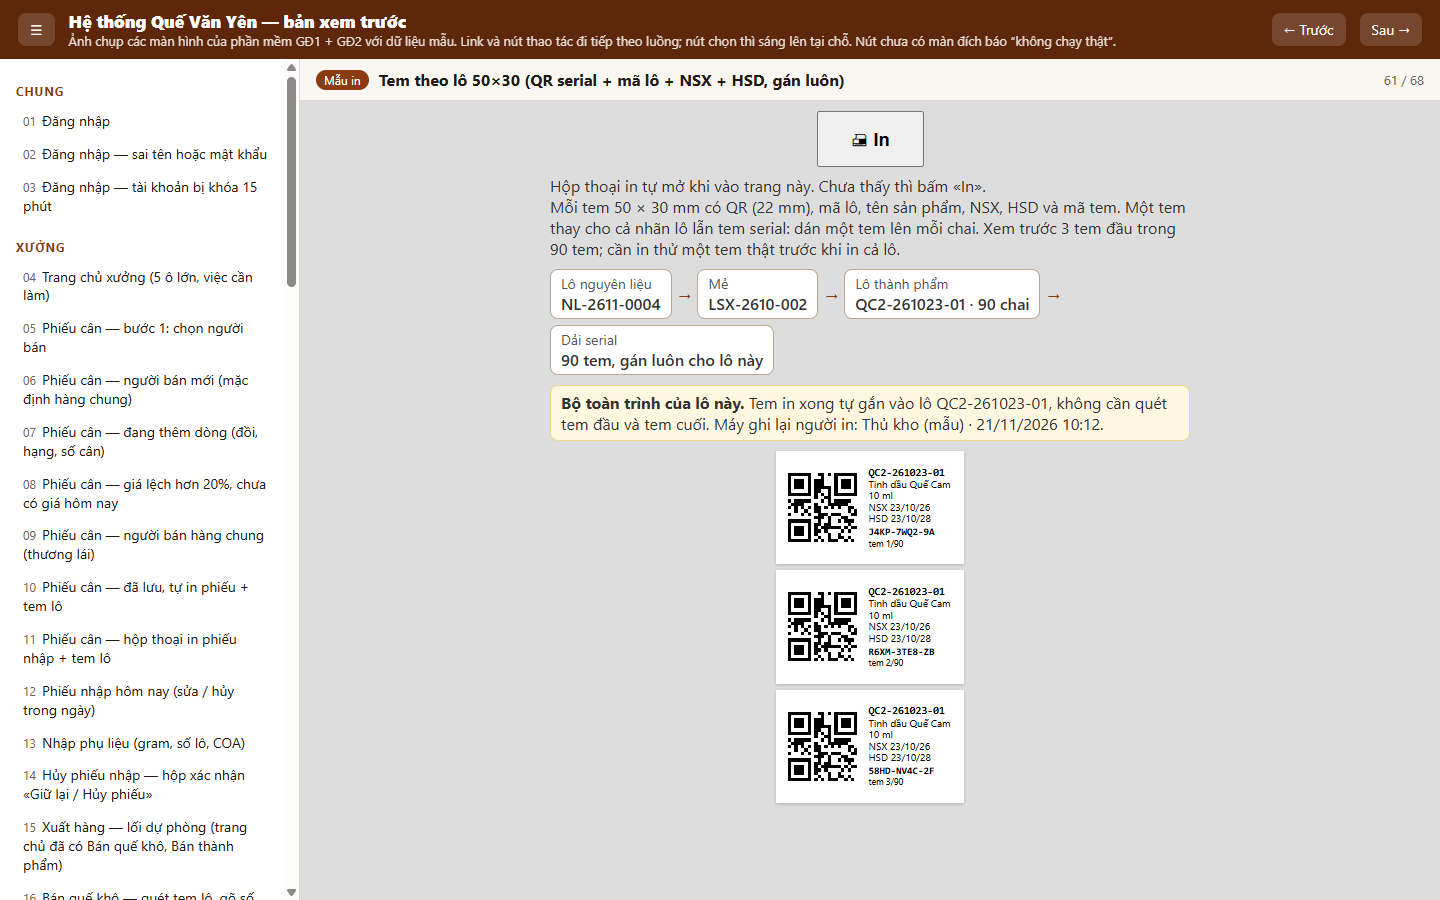 ☰
Hệ thống Quế Văn Yên — bản xem trước
Ảnh chụp các màn hình của phần mềm GĐ1 + GĐ2 với dữ liệu mẫu. Link và nút thao tác đi tiếp theo luồng; nút chọn thì sáng lên tại chỗ. Nút chưa có màn đích báo “không chạy thật”.
← Trước
Sau →
CHUNG
01 Đăng nhập
02 Đăng nhập — sai tên hoặc mật khẩu
03 Đăng nhập — tài khoản bị khóa 15
phút
XƯỞNG
04 Trang chủ xưởng (5 ô lớn, việc cần
làm)
05 Phiếu cân — bước 1: chọn người
bán
06 Phiếu cân — người bán mới (mặc
định hàng chung)
07 Phiếu cân — đang thêm dòng (đồi,
hạng, số cân)
08 Phiếu cân — giá lệch hơn 20%, chưa
có giá hôm nay
09 Phiếu cân — người bán hàng chung
(thương lái)
10 Phiếu cân — đã lưu, tự in phiếu +
tem lô
11 Phiếu cân — hộp thoại in phiếu
nhập + tem lô
12 Phiếu nhập hôm nay (sửa / hủy
trong ngày)
13 Nhập phụ liệu (gram, số lô, COA)
14 Hủy phiếu nhập — hộp xác nhận
«Giữ lại / Hủy phiếu»
15 Xuất hàng — lối dự phòng (trang
chủ đã có Bán quế khô, Bán thành
phẩm)
16 Bán quế khô — quét tem lô, gõ số
Mẫu in
Tem theo lô 50×30 (QR serial + mã lô + NSX + HSD, gán luôn)
61 / 68
In
Hộp thoại in tự mở khi vào trang này. Chưa thấy thì bấm «In».
Mỗi tem 50 × 30 mm có QR (22 mm), mã lô, tên sản phẩm, NSX, HSD và mã tem. Một tem
thay cho cả nhãn lô lẫn tem serial: dán một tem lên mỗi chai. Xem trước 3 tem đầu trong
90 tem; cần in thử một tem thật trước khi in cả lô.
Lô nguyên liệu
NL-2611-0004
→
Mẻ
LSX-2610-002
→
Lô thành phẩm
QC2-261023-01 · 90 chai
→
Dải serial
90 tem, gán luôn cho lô này
Bộ toàn trình của lô này. Tem in xong tự gắn vào lô QC2-261023-01, không cần quét
tem đầu và tem cuối. Máy ghi lại người in: Thủ kho (mẫu) · 21/11/2026 10:12.
QC2-261023-01
Tinh dầu Quế Cam
10 ml
NSX 23/10/26
HSD 23/10/28
J4KP-7WQ2-9A
tem 1/90
QC2-261023-01
Tinh dầu Quế Cam
10 ml
NSX 23/10/26
HSD 23/10/28
R6XM-3TE8-ZB
tem 2/90
QC2-261023-01
Tinh dầu Quế Cam
10 ml
NSX 23/10/26
HSD 23/10/28
58HD-NV4C-2F
tem 3/90